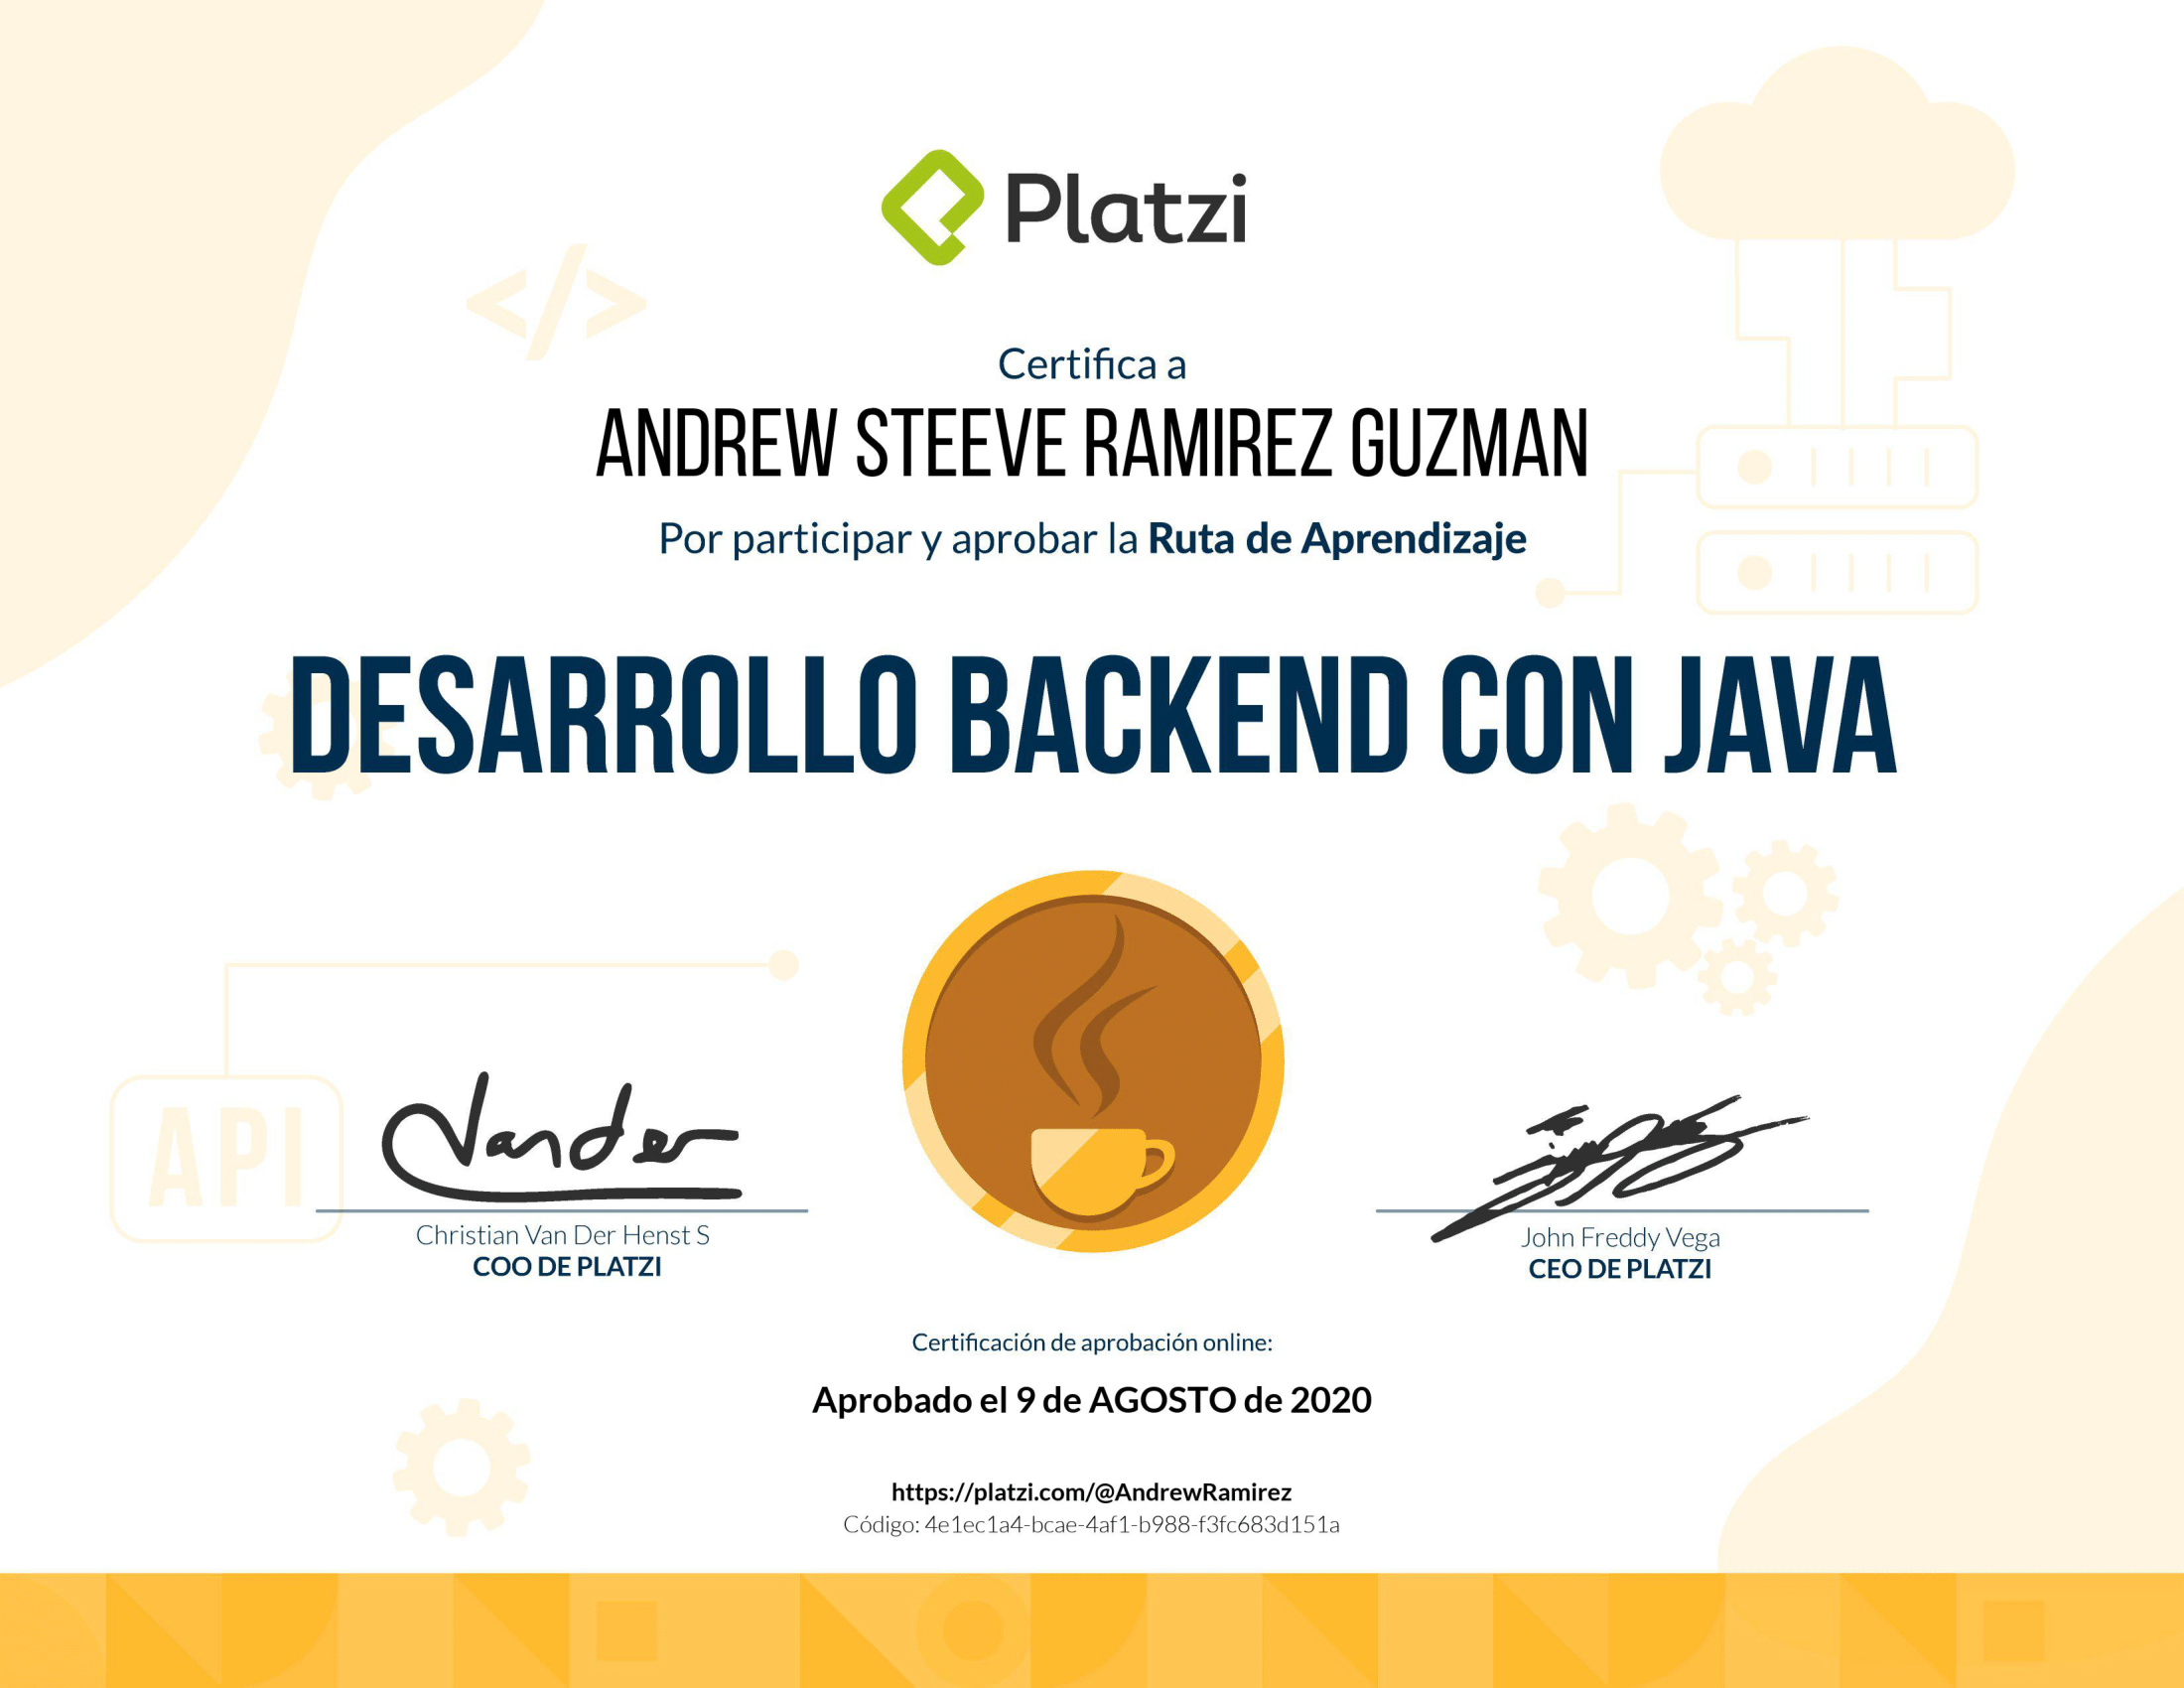 Platzi
</>
Certifica a
ANDREW STEEVE RAMIREZ GUZMAN
Por participar y aprobar la Ruta de Aprendizaje
DESARROLLO BACKEND CON JAVA
API
Vander
Christian Van Der Henst S
COO DE PLATZI
John Freddy Vega
CEO DE PLATZI
Certificación de aprobación online:
Aprobado el 9 de AGOSTO de 2020
https://platzi.com/@AndrewRamirez
Código: 4e1ec1a4-bcae-4af1-b988-f3fc683d151a